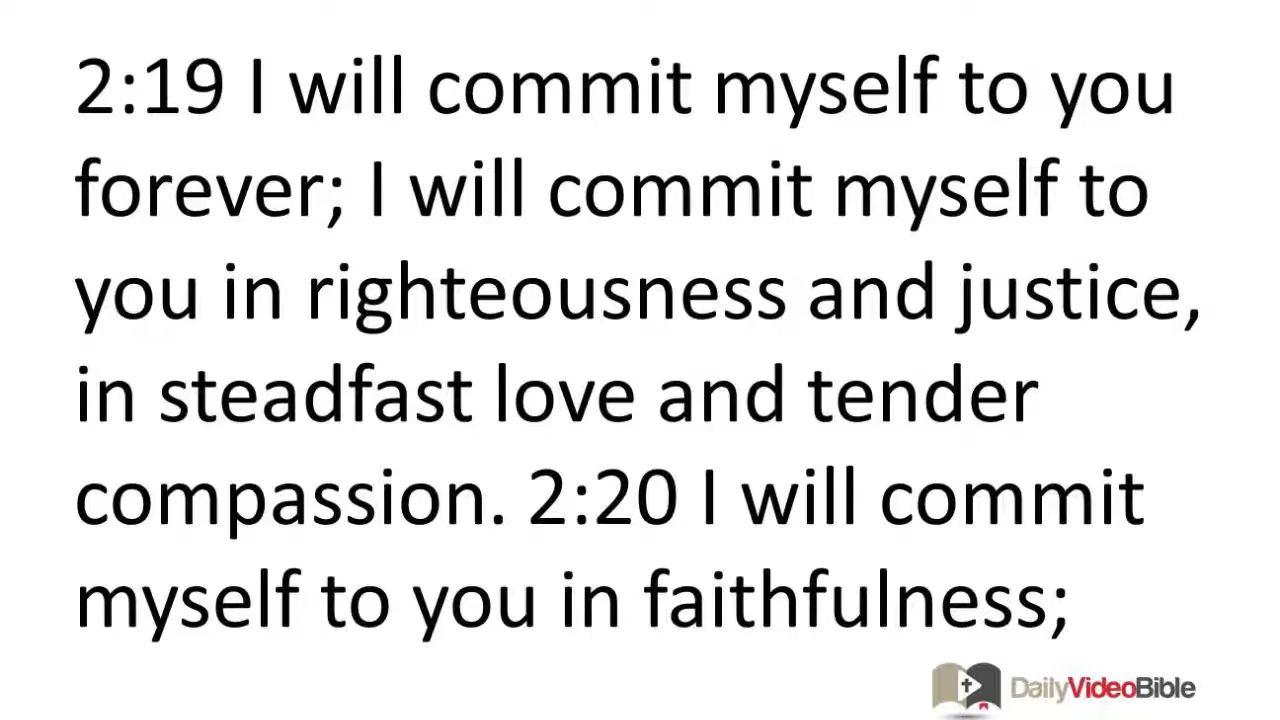 2:19 I will commit myself to you
forever; I will commit myself to
you in righteousness and justice,
in steadfast love and tender
compassion. 2:20 I will commit
myself to you in faithfulness;
DailyVideoBible